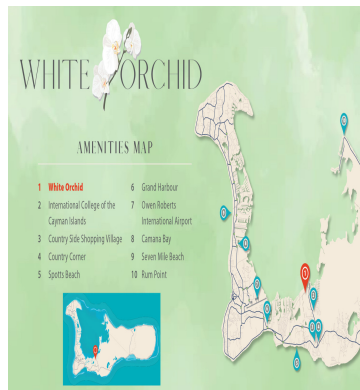 WHITE ORCHID
AMENITIES MAP
1 White Orchid
2 International College of the
Cayman Islands
3 Country Side Shopping Village
4 Country Corner
5 Spotts Beach
6 Grand Harbour
7 Owen Roberts
International Airport
8 Camana Bay
9 Seven Mile Beach
10 Rum Point